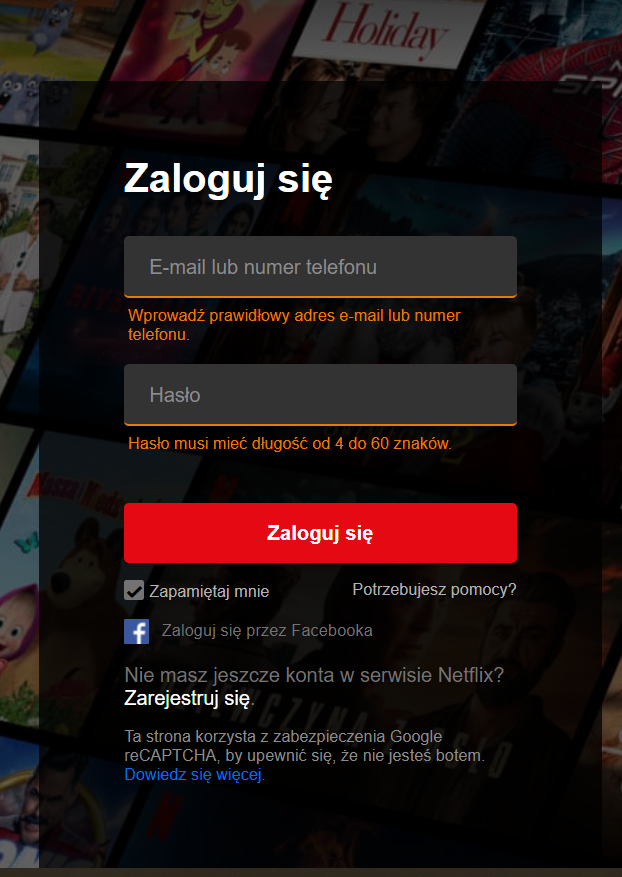 Holiday
Zaloguj się
E-mail lub numer telefonu
Wprowadź prawidłowy adres e-mail lub numer
telefonu.
Hasło
Hasło musi mieć długość od 4 do 60 znaków.
Zaloguj się
Zapamiętaj mnie
Potrzebujesz pomocy?
f
Zaloguj się przez Facebooka
Nie masz jeszcze konta w serwisie Netflix?
Zarejestruj się.
Ta strona korzysta z zabezpieczenia Google
reCAPTCHA, by upewnić się, że nie jesteś botem.
Dowiedz się więcej.